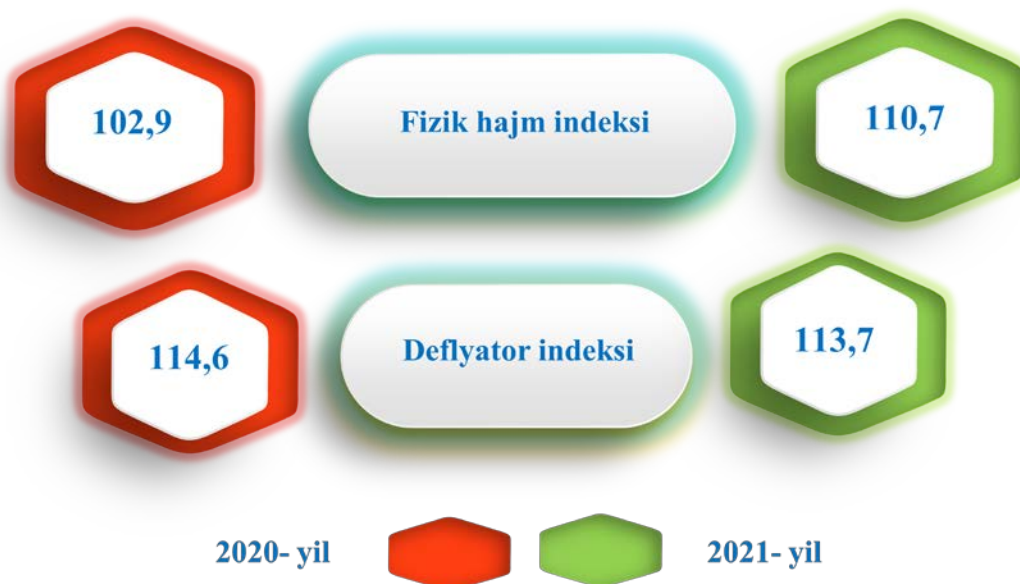 102,9
Fizik hajm indeksi
110,7
114,6
Deflyator indeksi
113,7
2020- yil
2021- yil